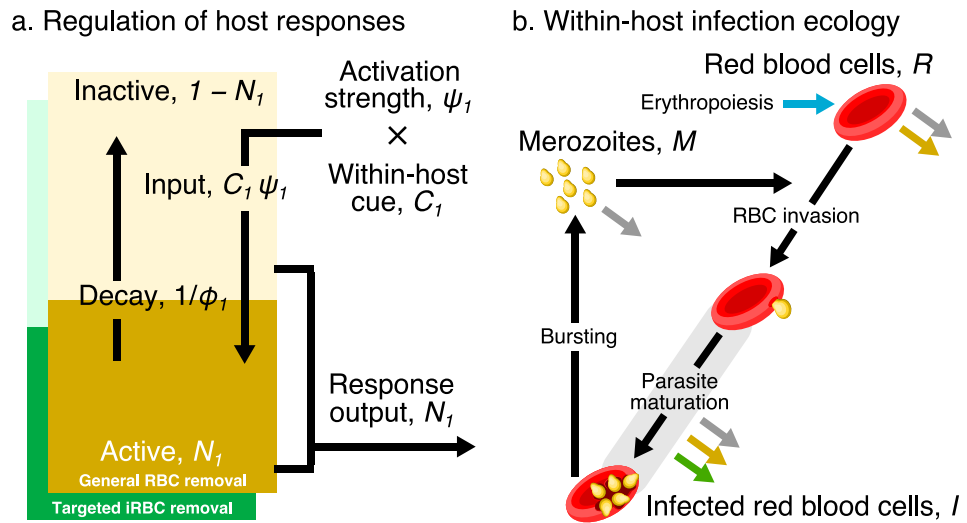 a. Regulation of host responses
Inactive, 1 – N₁
Activation
strength, ψ₁
×
Within-host
cue, C₁
Input, C₁ ψ₁
Decay, 1/ϕ₁
Response
output, N₁
Active, N₁
General RBC removal
Targeted iRBC removal
b. Within-host infection ecology
Red blood cells, R
Erythropoiesis
Merozoites, M
RBC invasion
Bursting
Parasite
maturation
Infected red blood cells, I